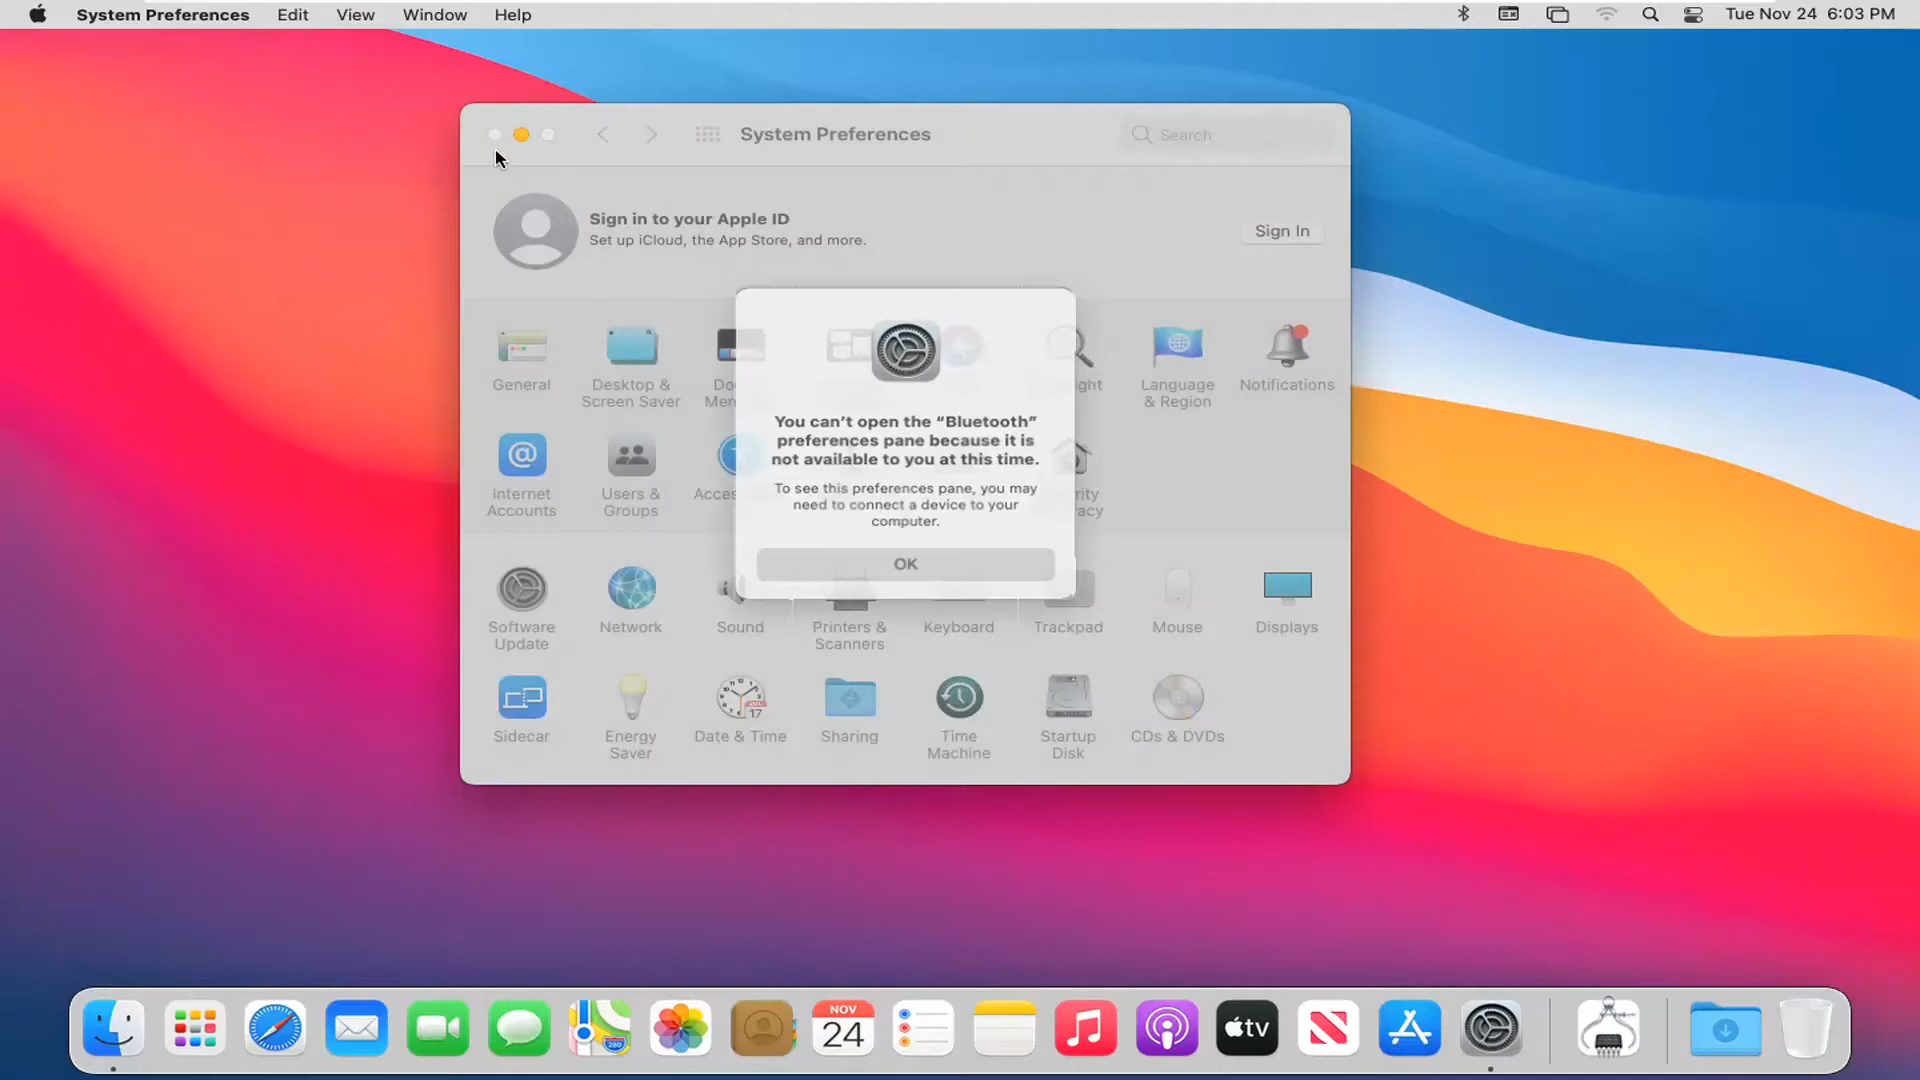 System Preferences Edit View Window Help Tue Nov 24 6:03 PM
System Preferences Search
Sign in to your Apple ID
Set up iCloud, the App Store, and more.
Sign In
General
Desktop &
Screen Saver
Language
& Region
Notifications
You can’t open the “Bluetooth”
preferences pane because it is
not available to you at this time.
To see this preferences pane, you may
need to connect a device to your
computer.
OK
Internet
Accounts
Users &
Groups
Software
Update
Network
Sound
Printers &
Scanners
Keyboard
Trackpad
Mouse
Displays
Sidecar
Energy
Saver
Date & Time
Sharing
Time
Machine
Startup
Disk
CDs & DVDs
JUL
17
NOV
24
280
tv